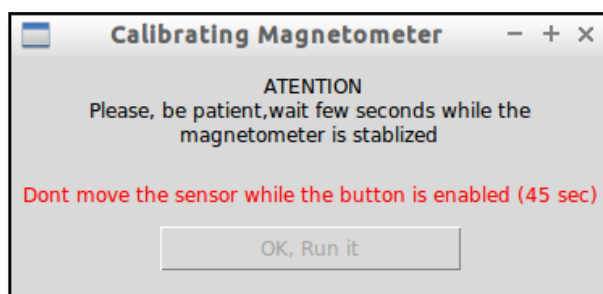 Calibrating Magnetometer
ATENTION
Please, be patient,wait few seconds while the
magnetometer is stablized
Dont move the sensor while the button is enabled (45 sec)
OK, Run it